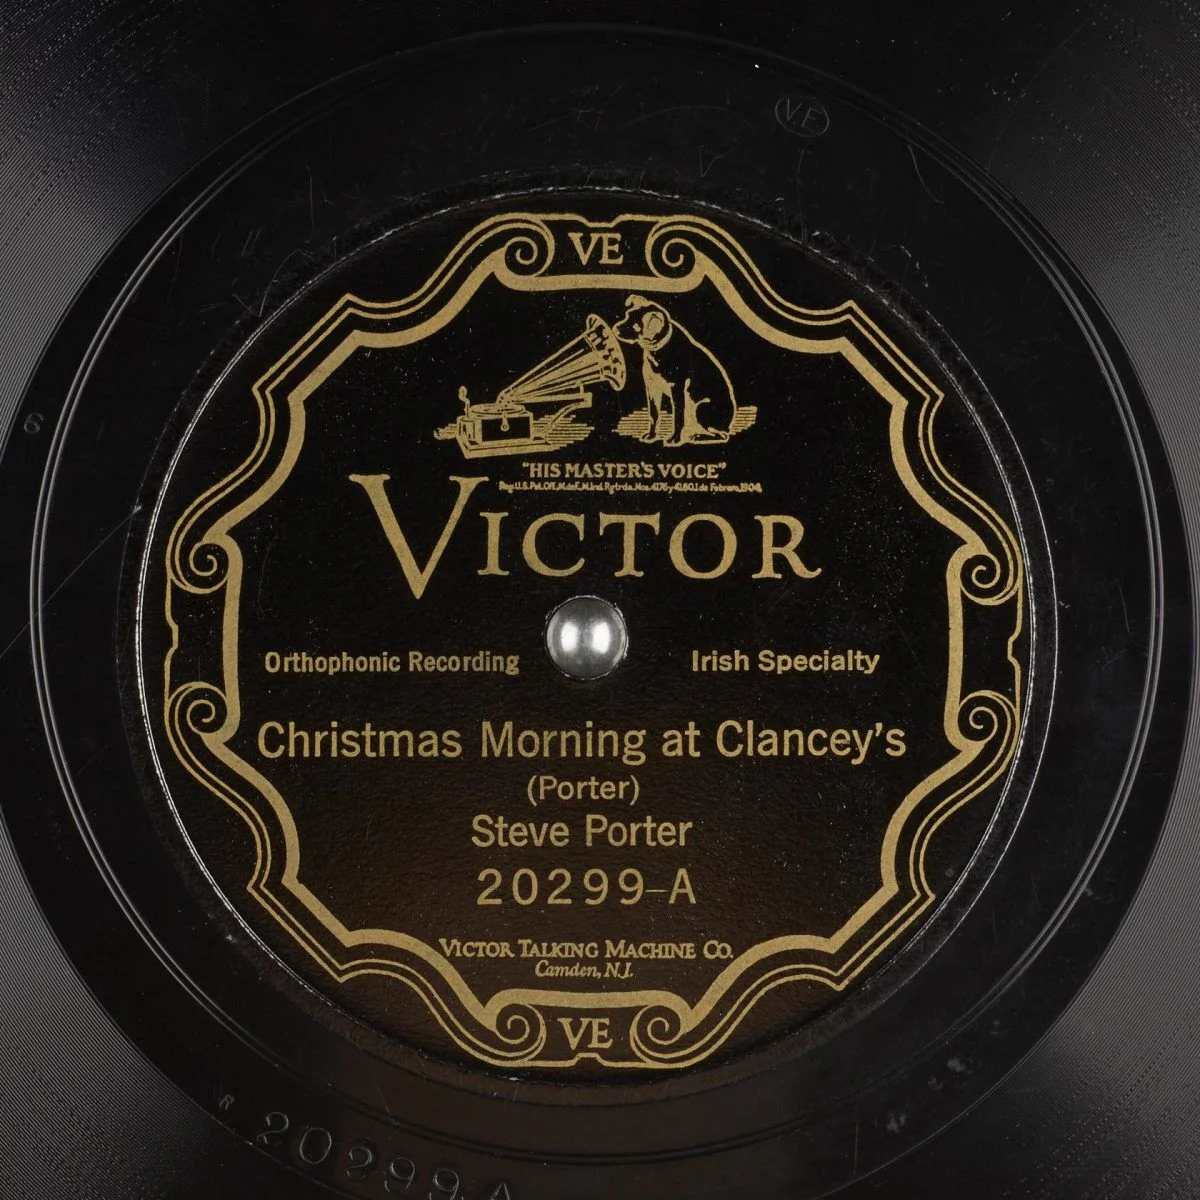 V.E
VE
"HIS MASTER'S VOICE"
VICTOR
6
Orthophonic Recording
Irish Specialty
Christmas Morning at Clancey's
(Porter)
Steve Porter
20299-A
VICTOR TALKING MACHINE CO.
Camden, N.J.
VE
20299 A